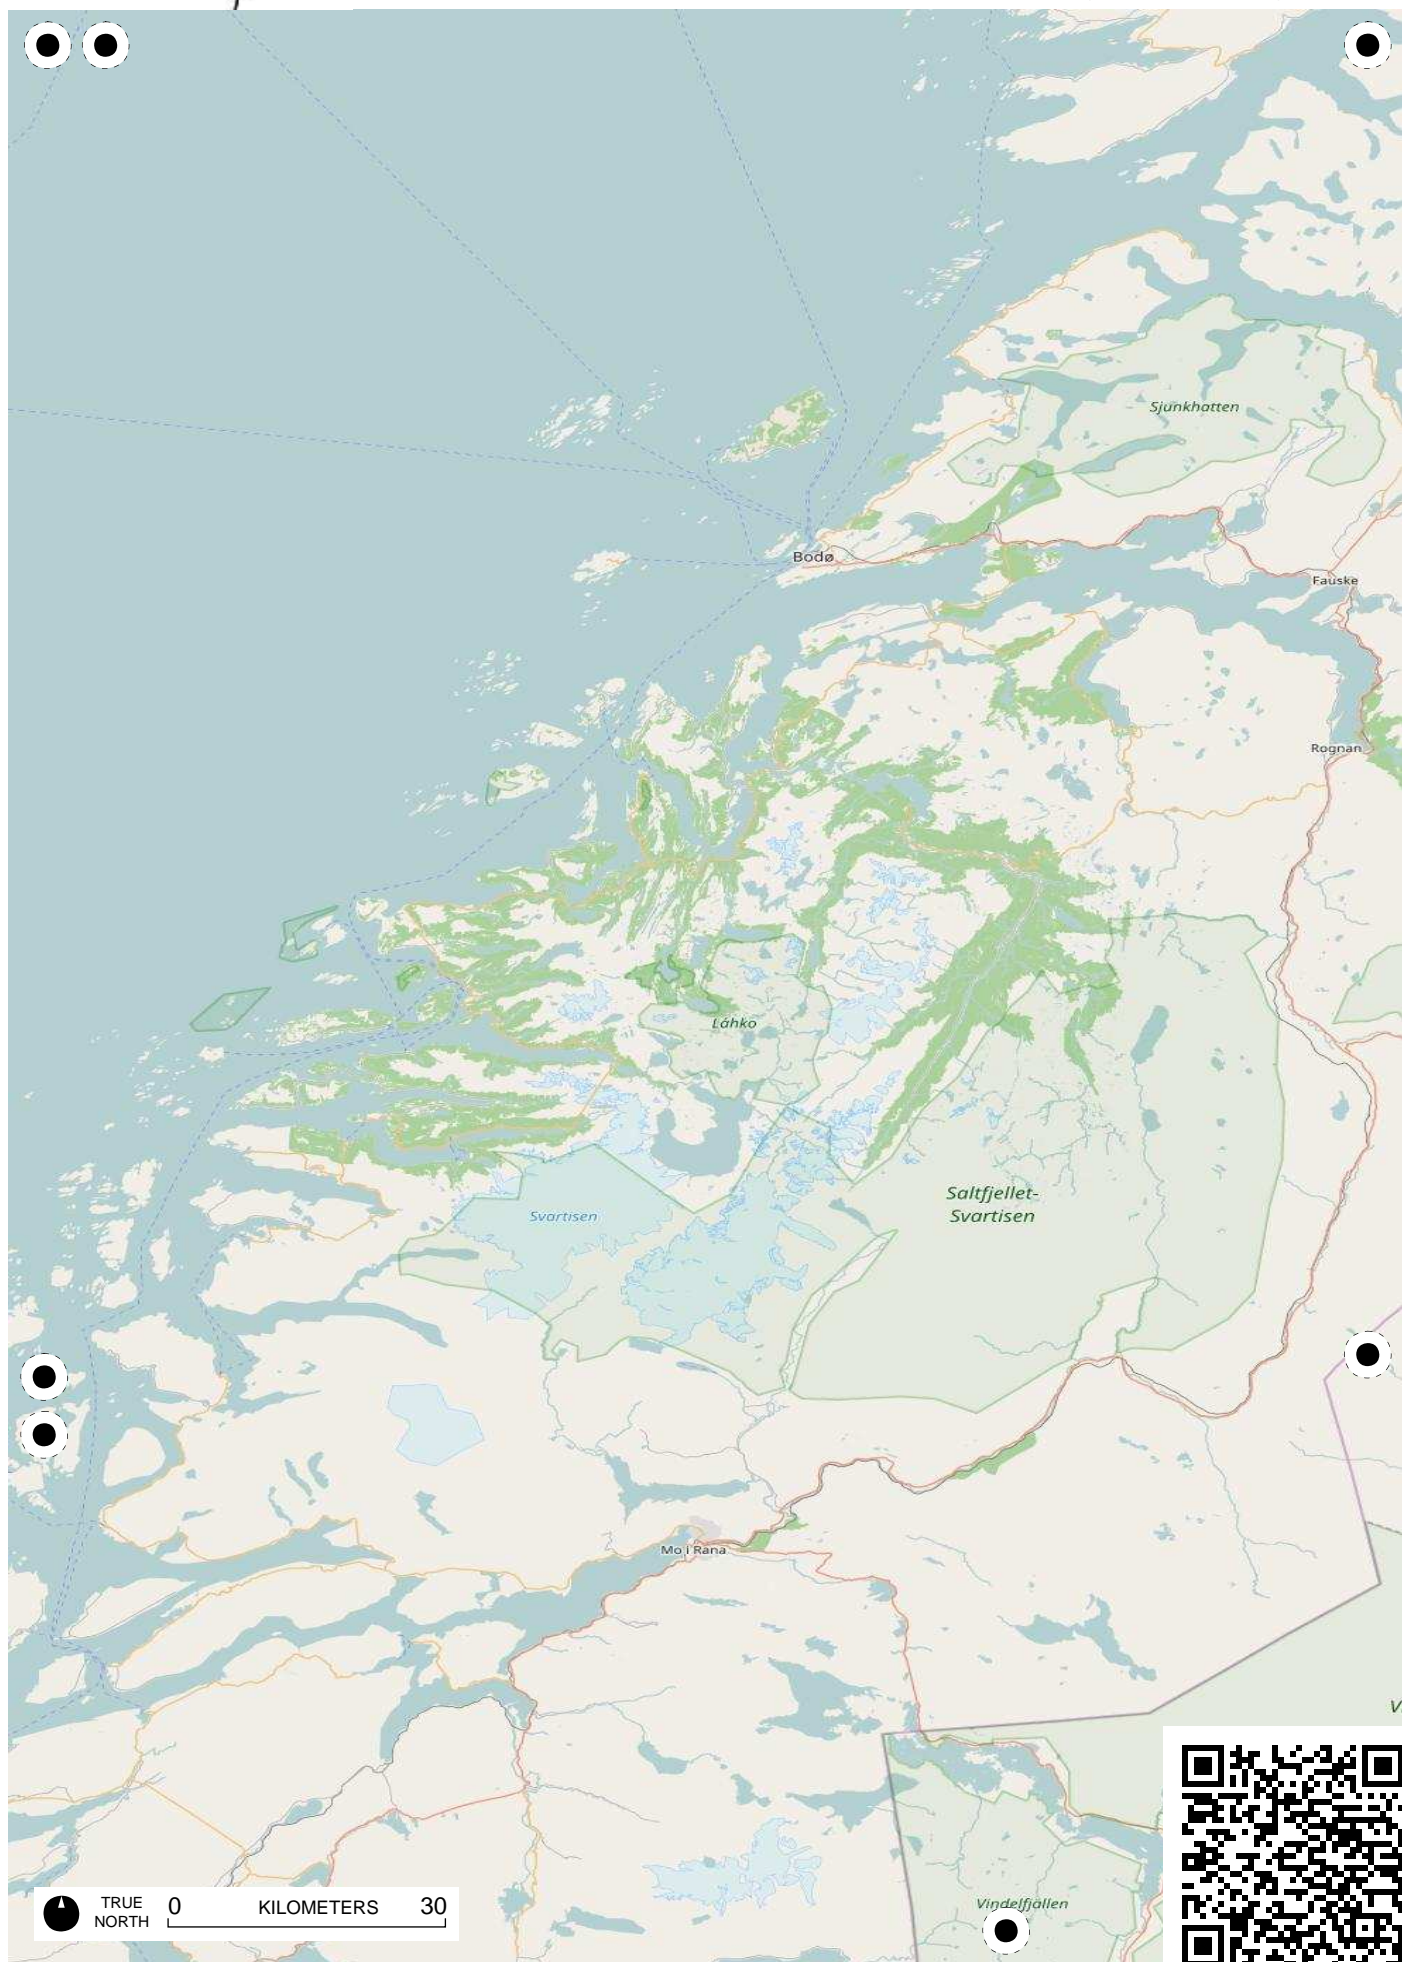 Sjunkhatten
Bodø
Fauske
Rognan
Láhko
Saltfjellet-
Svartisen
Svartisen
Mo i Rana
Vindelfjällen
TRUE
NORTH
0 KILOMETERS 30